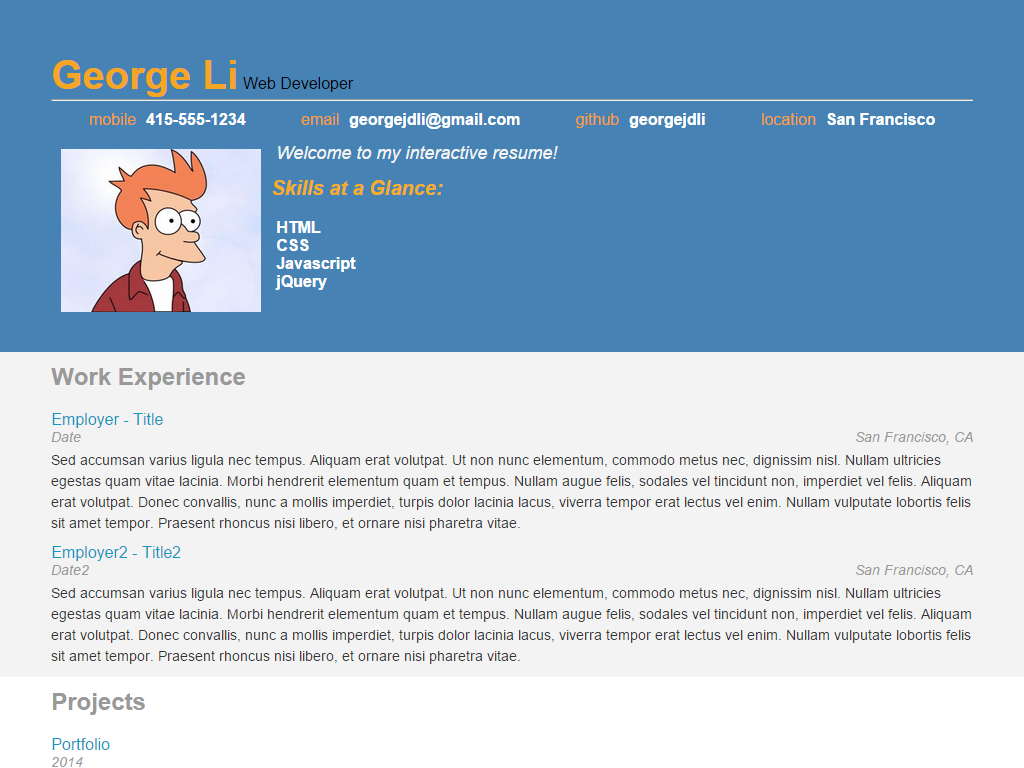 George Li Web Developer
mobile 415-555-1234 email georgejdli@gmail.com github georgejdli location San Francisco
Welcome to my interactive resume!
Skills at a Glance:
HTML
CSS
Javascript
jQuery
Work Experience
Employer - Title
Date San Francisco, CA
Sed accumsan varius ligula nec tempus. Aliquam erat volutpat. Ut non nunc elementum, commodo metus nec, dignissim nisl. Nullam ultricies
egestas quam vitae lacinia. Morbi hendrerit elementum quam et tempus. Nullam augue felis, sodales vel tincidunt non, imperdiet vel felis. Aliquam
erat volutpat. Donec convallis, nunc a mollis imperdiet, turpis dolor lacinia lacus, viverra tempor erat lectus vel enim. Nullam vulputate lobortis felis
sit amet tempor. Praesent rhoncus nisi libero, et ornare nisi pharetra vitae.
Employer2 - Title2
Date2 San Francisco, CA
Sed accumsan varius ligula nec tempus. Aliquam erat volutpat. Ut non nunc elementum, commodo metus nec, dignissim nisl. Nullam ultricies
egestas quam vitae lacinia. Morbi hendrerit elementum quam et tempus. Nullam augue felis, sodales vel tincidunt non, imperdiet vel felis. Aliquam
erat volutpat. Donec convallis, nunc a mollis imperdiet, turpis dolor lacinia lacus, viverra tempor erat lectus vel enim. Nullam vulputate lobortis felis
sit amet tempor. Praesent rhoncus nisi libero, et ornare nisi pharetra vitae.
Projects
Portfolio
2014